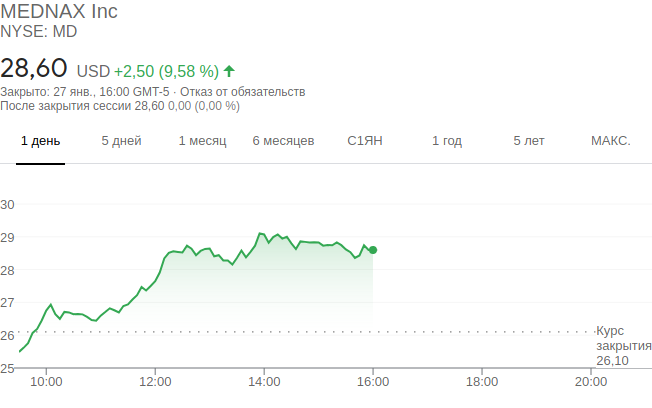 MEDNAX Inc
NYSE: MD
28,60 USD +2,50 (9,58 %)
Закрыто: 27 янв., 16:00 GMT-5 · Отказ от обязательств
После закрытия сессии 28,60 0,00 (0,00 %)
1 день 5 дней 1 месяц 6 месяцев С1ЯН 1 год 5 лет МАКС.
30
29
28
27
26
25
Курс
закрытия
26,10
10:00 12:00 14:00 16:00 18:00 20:00